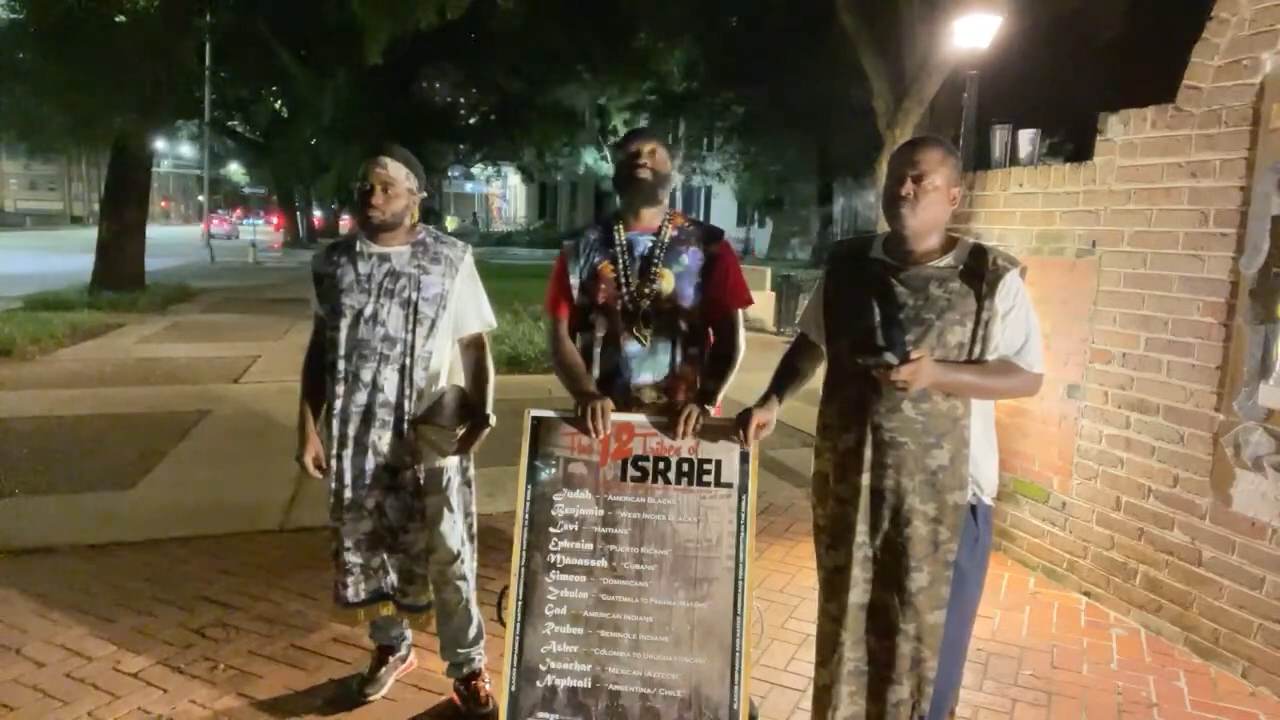 The 12 Tribes of
ISRAEL
Judah - "American Blacks"
Benjamin - "West Indies Blacks"
Levi - "Haitians"
Ephraim - "Puerto Ricans"
Manasseh - "Cubans"
Simeon - "Dominicans"
Zebulon - "Guatemala to Panama
Gad - "American Indians"
Reuben - "Seminole Indians"
Asher - "Colombia to Uruguay
Issachar - "Mexican (Aztecs)"
Naphtali - "Argentina/ Chile"